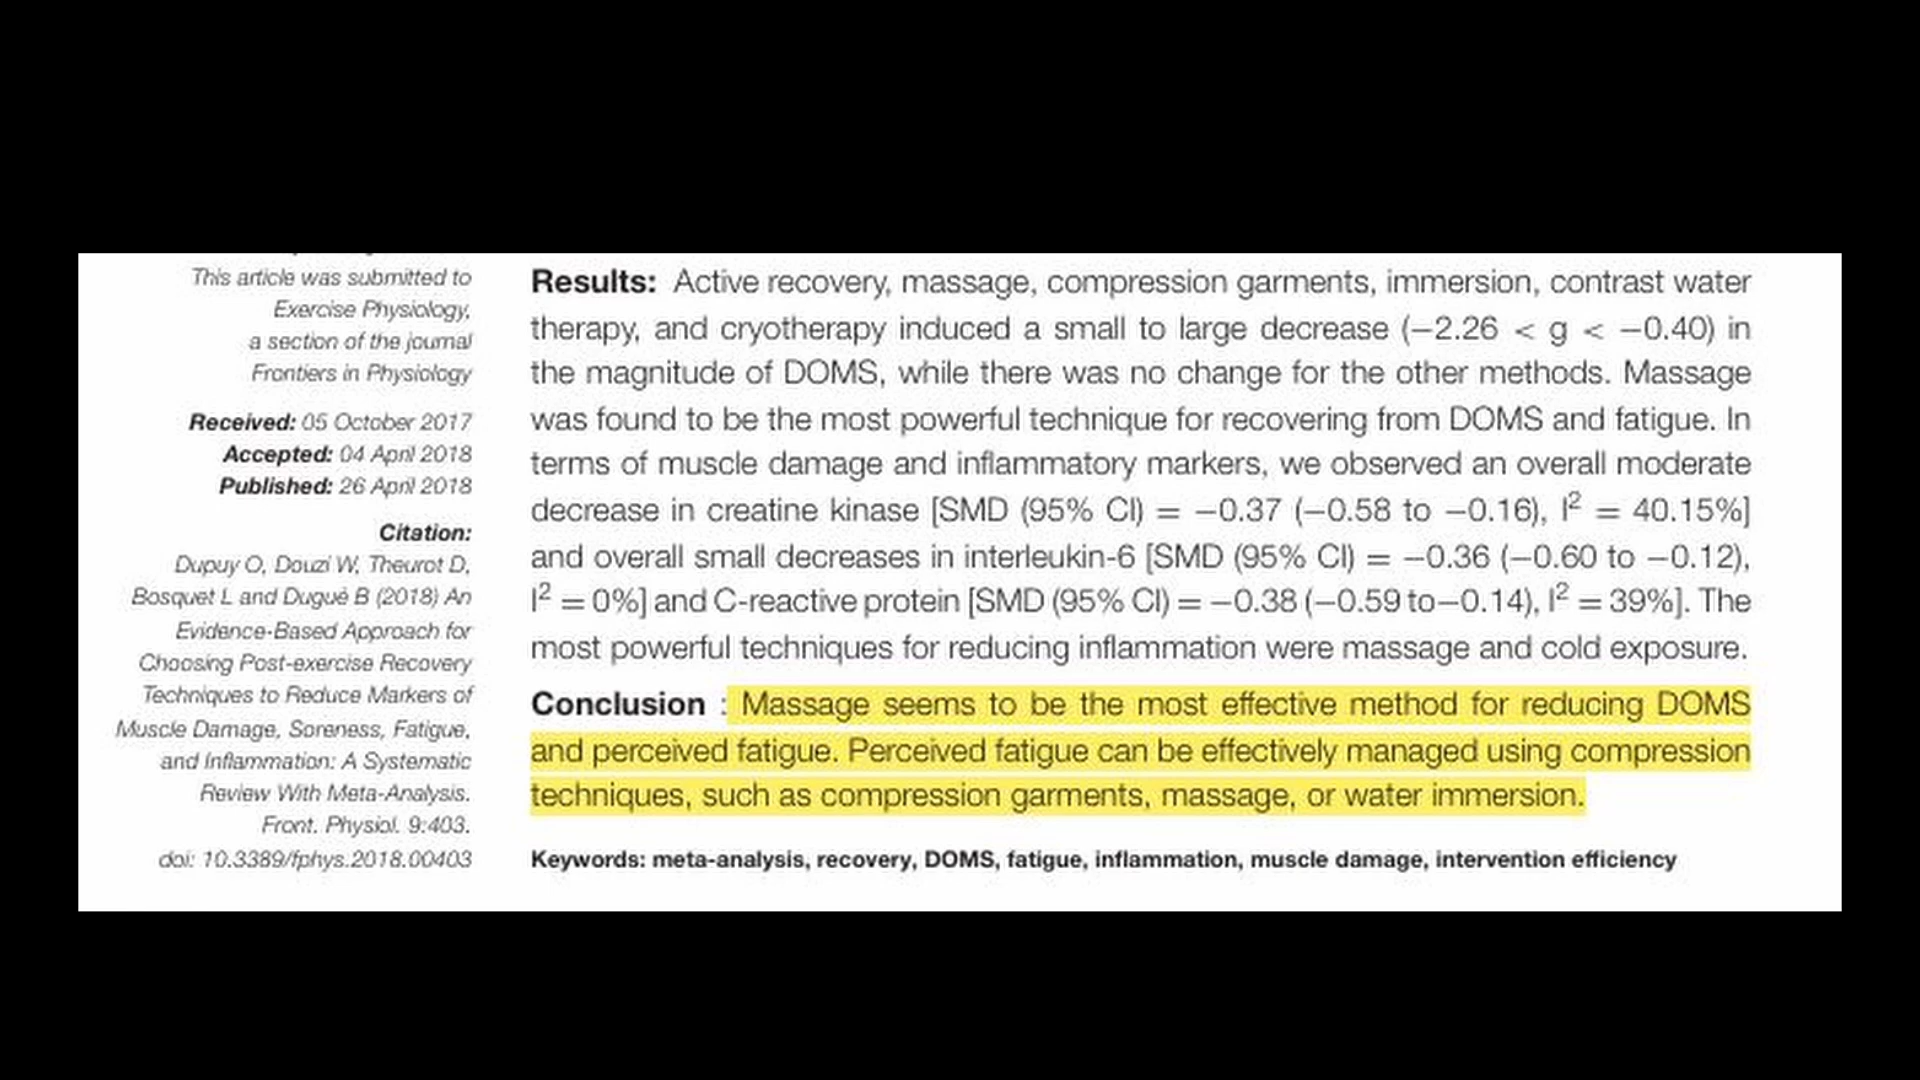 This article was submitted to
Exercise Physiology,
a section of the journal
Frontiers in Physiology
Received: 05 October 2017
Accepted: 04 April 2018
Published: 26 April 2018
Citation:
Dupuy O, Douzi W, Theurot D,
Bosquet L and Dugué B (2018) An
Evidence-Based Approach for
Choosing Post-exercise Recovery
Techniques to Reduce Markers of
Muscle Damage, Soreness, Fatigue,
and Inflammation: A Systematic
Review With Meta-Analysis.
Front. Physiol. 9:403.
doi: 10.3389/fphys.2018.00403
Results: Active recovery, massage, compression garments, immersion, contrast water
therapy, and cryotherapy induced a small to large decrease (−2.26 < g < −0.40) in
the magnitude of DOMS, while there was no change for the other methods. Massage
was found to be the most powerful technique for recovering from DOMS and fatigue. In
terms of muscle damage and inflammatory markers, we observed an overall moderate
decrease in creatine kinase [SMD (95% CI) = −0.37 (−0.58 to −0.16), I² = 40.15%]
and overall small decreases in interleukin-6 [SMD (95% CI) = −0.36 (−0.60 to −0.12),
I² = 0%] and C-reactive protein [SMD (95% CI) = −0.38 (−0.59 to−0.14), I² = 39%]. The
most powerful techniques for reducing inflammation were massage and cold exposure.
Conclusion : Massage seems to be the most effective method for reducing DOMS
and perceived fatigue. Perceived fatigue can be effectively managed using compression
techniques, such as compression garments, massage, or water immersion.
Keywords: meta-analysis, recovery, DOMS, fatigue, inflammation, muscle damage, intervention efficiency